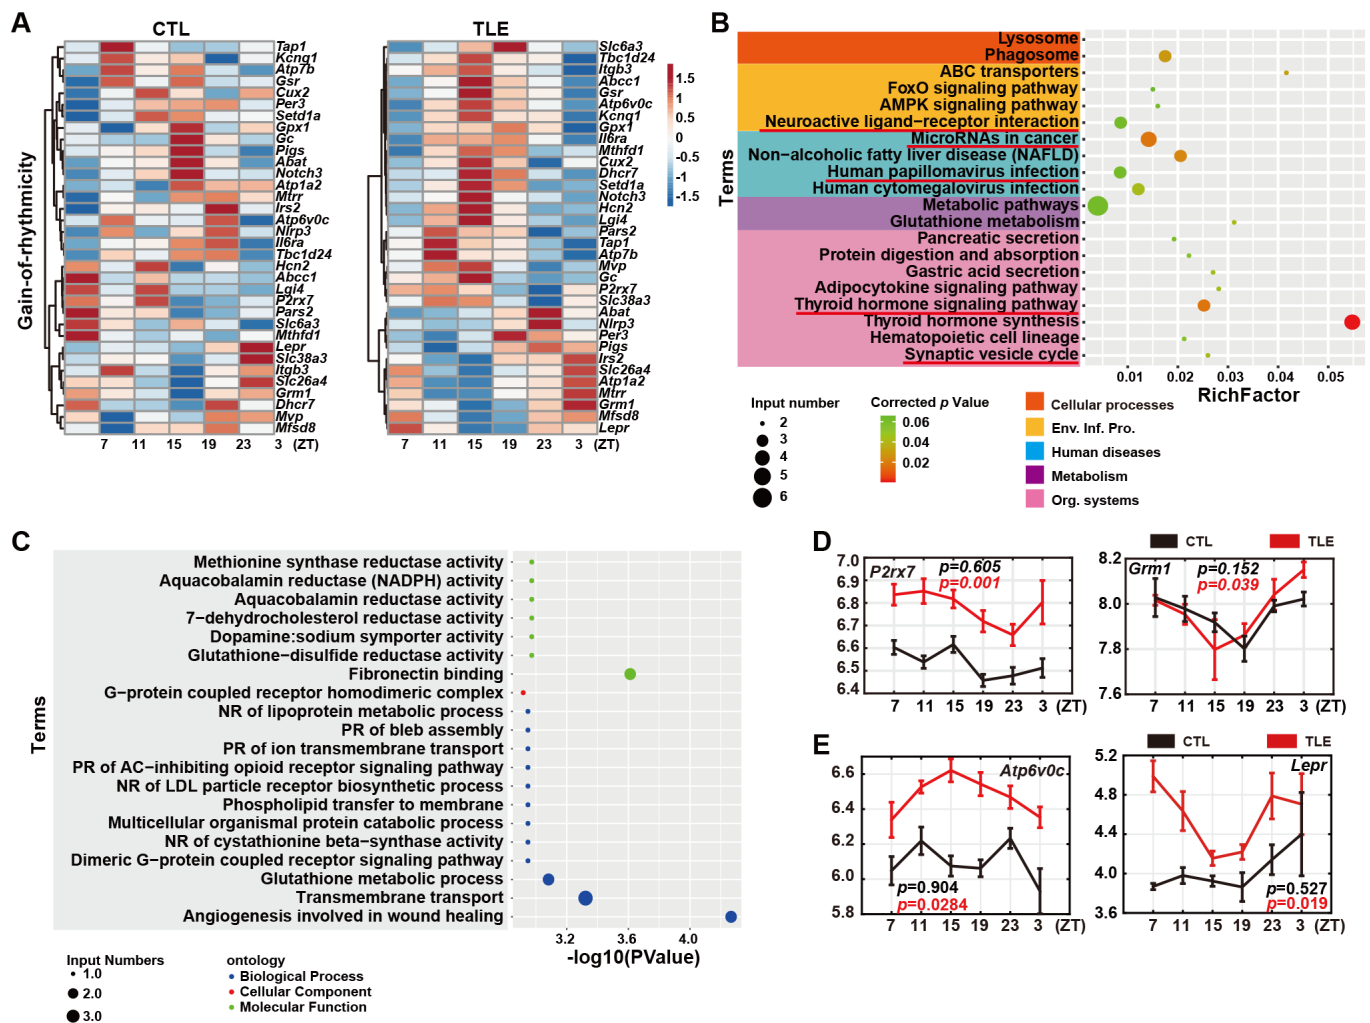 A
CTL
TLE
Gain-of-rhythmicity
Tap1
Kcnq1
Atp7b
Gsr
Cux2
Per3
Setd1a
Gpx1
Gc
Pigs
Abat
Notch3
Atp1a2
Mtrr
Irs2
Atp6v0c
Nlrp3
Il6ra
Tbc1d24
Hcn2
Abcc1
Lgi4
P2rx7
Pars2
Slc6a3
Mthfd1
Lepr
Slc38a3
Itgb3
Slc26a4
Grm1
Dhcr7
Mvp
Mfsd8
7 11 15 19 23 3 (ZT)
Slc6a3
Tbc1d24
Itgb3
Abcc1
Gsr
Atp6v0c
Kcnq1
Gpx1
Il6ra
Mthfd1
Cux2
Dhcr7
Setd1a
Notch3
Hcn2
Lgi4
Pars2
Tap1
Atp7b
Mvp
Gc
P2rx7
Slc38a3
Abat
Nlrp3
Per3
Pigs
Irs2
Slc26a4
Atp1a2
Mtrr
Grm1
Mfsd8
Lepr
7 11 15 19 23 3 (ZT)
1.5
1
0.5
0
-0.5
-1
-1.5
B
Terms
Lysosome
Phagosome
ABC transporters
FoxO signaling pathway
AMPK signaling pathway
Neuroactive ligand−receptor interaction
MicroRNAs in cancer
Non−alcoholic fatty liver disease (NAFLD)
Human papillomavirus infection
Human cytomegalovirus infection
Metabolic pathways
Glutathione metabolism
Pancreatic secretion
Protein digestion and absorption
Gastric acid secretion
Adipocytokine signaling pathway
Thyroid hormone signaling pathway
Thyroid hormone synthesis
Hematopoietic cell lineage
Synaptic vesicle cycle
0.01 0.02 0.03 0.04 0.05
RichFactor
Input number
2
3
4
5
6
Corrected p Value
0.06
0.04
0.02
Cellular processes
Env. Inf. Pro.
Human diseases
Metabolism
Org. systems
C
Terms
Methionine synthase reductase activity
Aquacobalamin reductase (NADPH) activity
Aquacobalamin reductase activity
7−dehydrocholesterol reductase activity
Dopamine:sodium symporter activity
Glutathione−disulfide reductase activity
Fibronectin binding
G−protein coupled receptor homodimeric complex
NR of lipoprotein metabolic process
PR of bleb assembly
PR of ion transmembrane transport
PR of AC−inhibiting opioid receptor signaling pathway
NR of LDL particle receptor biosynthetic process
Phospholipid transfer to membrane
Multicellular organismal protein catabolic process
NR of cystathionine beta−synthase activity
Dimeric G−protein coupled receptor signaling pathway
Glutathione metabolic process
Transmembrane transport
Angiogenesis involved in wound healing
3.2 3.6 4.0
-log10(PValue)
Input Numbers
1.0
2.0
3.0
ontology
Biological Process
Cellular Component
Molecular Function
D
CTL TLE
P2rx7
p=0.605
p=0.001
7.0
6.9
6.8
6.7
6.6
6.5
6.4
7 11 15 19 23 3 (ZT)
Grm1
p=0.152
p=0.039
8.2
8.0
7.8
7.6
7 11 15 19 23 3 (ZT)
E
CTL TLE
Atp6v0c
6.6
6.4
6.2
6.0
5.8
p=0.904
p=0.0284
7 11 15 19 23 3 (ZT)
Lepr
5.2
4.8
4.4
4.0
3.6
p=0.527
p=0.019
7 11 15 19 23 3 (ZT)